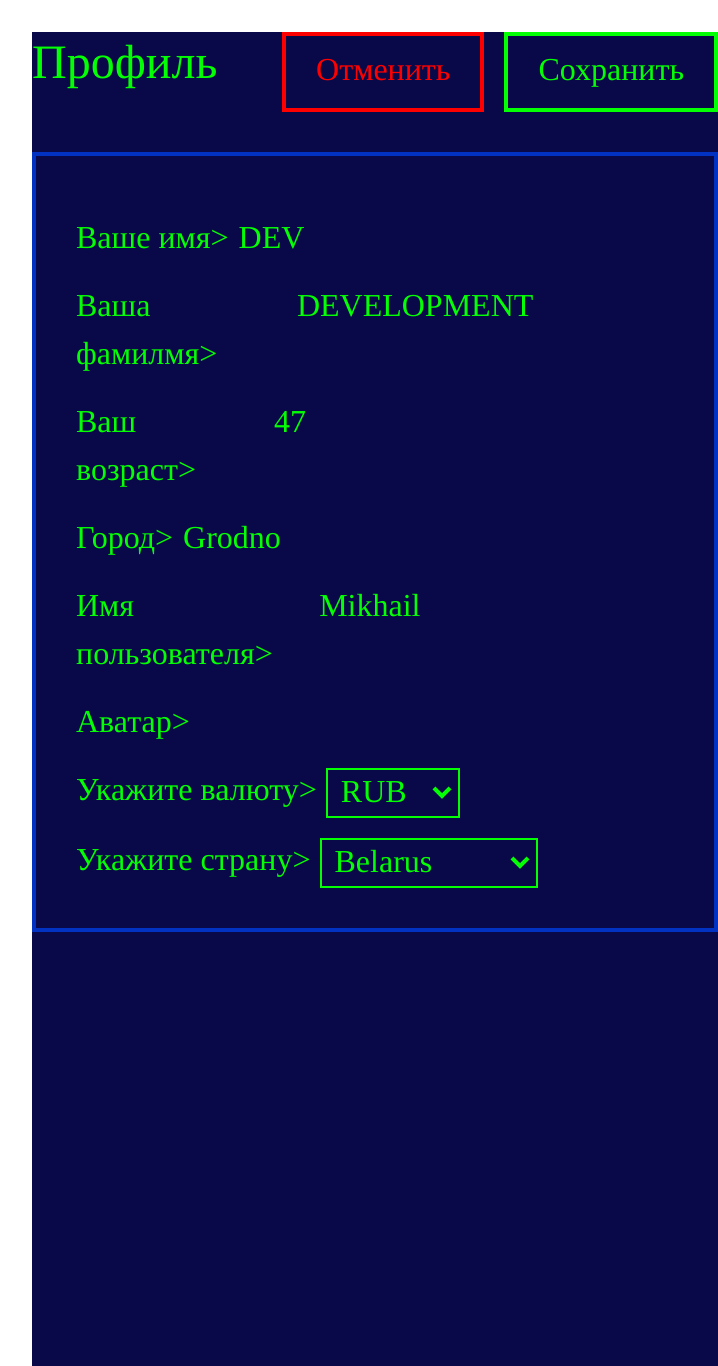 Профиль Отменить Сохранить
Ваше имя> DEV
Ваша DEVELOPMENT
фамилмя>
Ваш 47
возраст>
Город> Grodno
Имя Mikhail
пользователя>
Аватар>
Укажите валюту> RUB
Укажите страну> Belarus